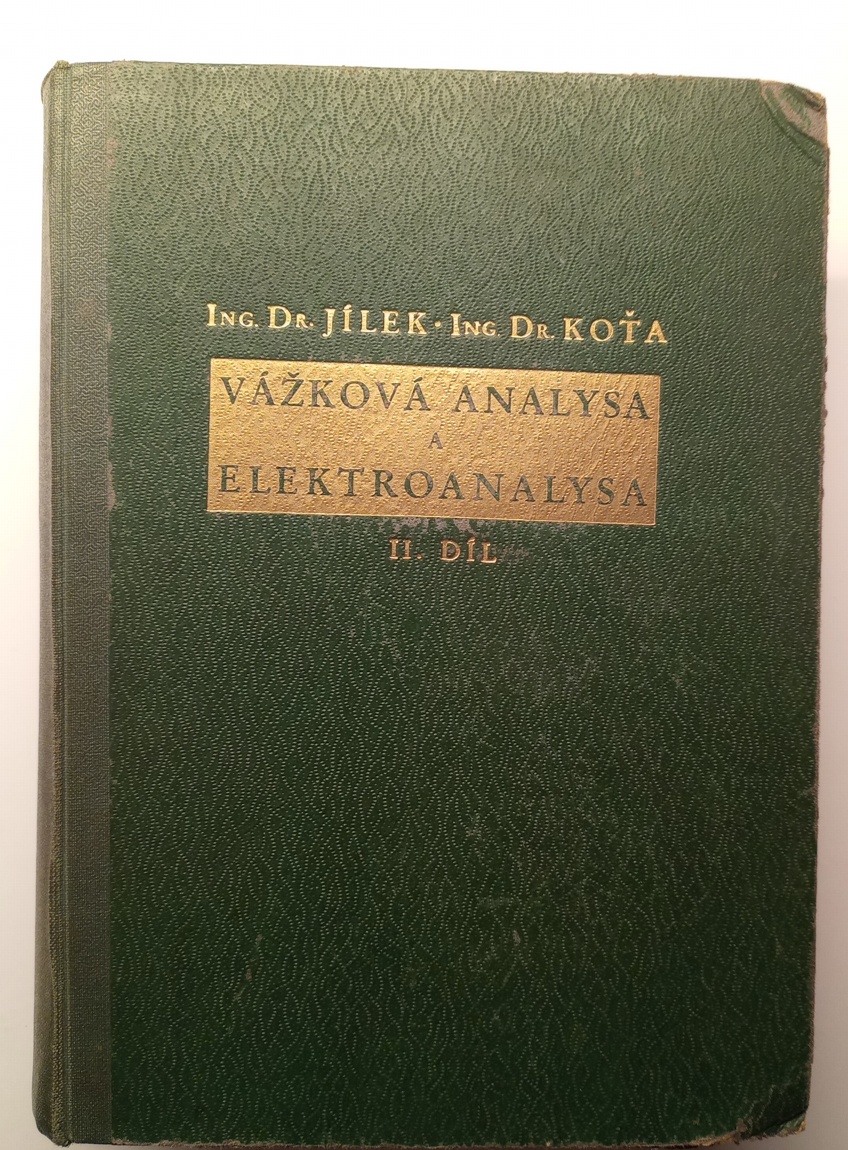 Ing. Dr. JÍLEK · Ing. Dr. KOŤA
VÁŽKOVÁ ANALYSA
A
ELEKTROANALYSA
II. DÍL